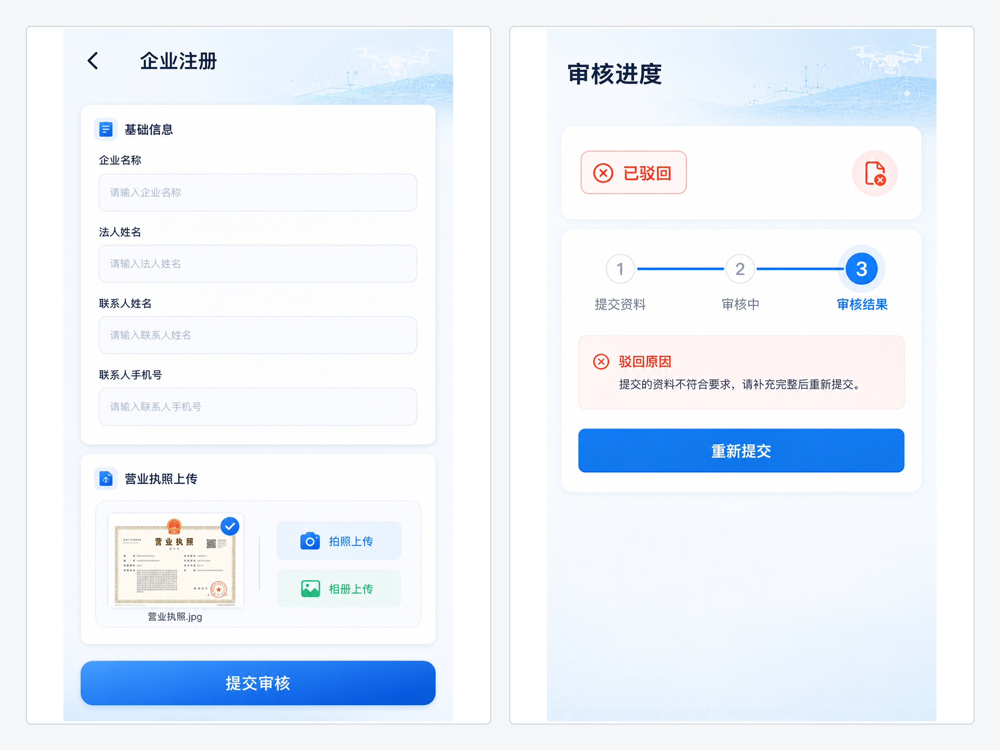 企业注册
基础信息
企业名称
请输入企业名称
法人姓名
请输入法人姓名
联系人姓名
请输入联系人姓名
联系人手机号
请输入联系人手机号
营业执照上传
营业执照
营业执照.jpg
拍照上传
相册上传
提交审核
审核进度
已驳回
1
2
3
提交资料
审核中
审核结果
驳回原因
提交的资料不符合要求，请补充完整后重新提交。
重新提交